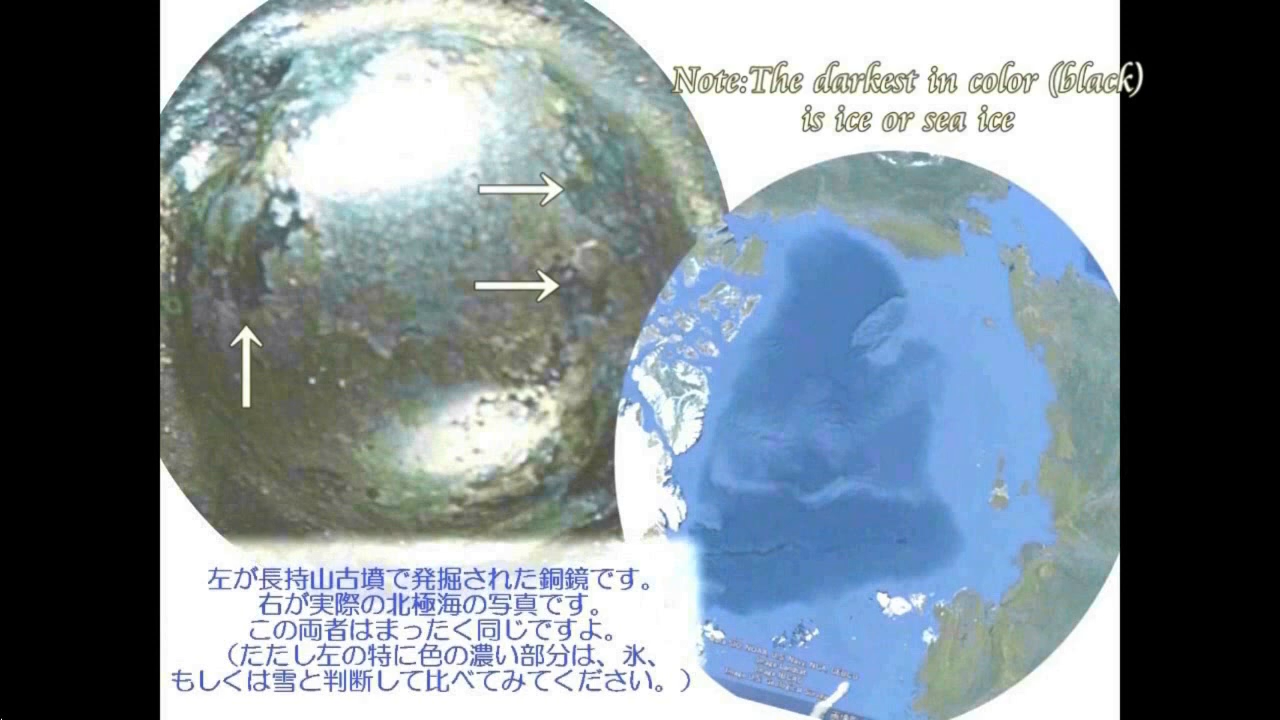 Note:The darkest in color (black)
is ice or sea ice
左が長持山古墳で発掘された銅鏡です。
右が実際の北極海の写真です。
この両者はまったく同じですよ。
（ただし左の特に色の濃い部分は、氷、
もしくは雪と判断して比べてみてください。）